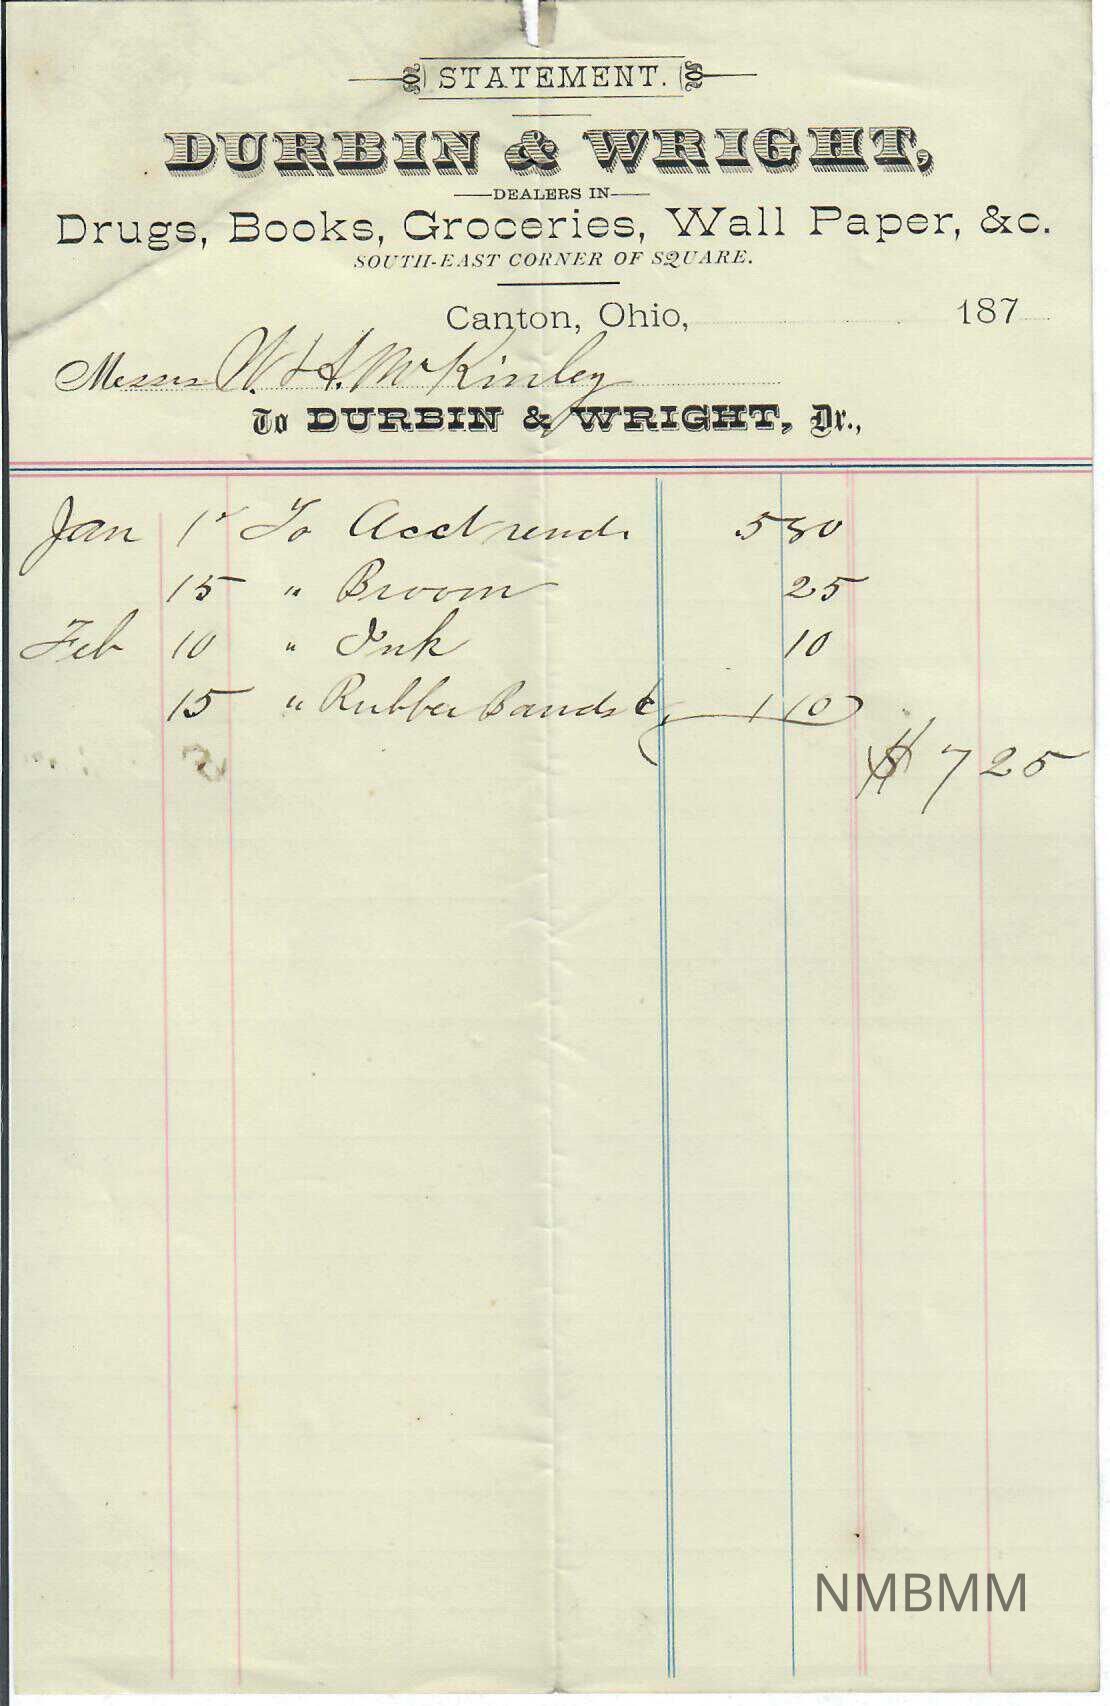 STATEMENT.
DURBIN & WRIGHT,
DEALERS IN
Drugs, Books, Groceries, Wall Paper, &c.
SOUTH-EAST CORNER OF SQUARE.
Canton, Ohio, 187
Messrs W. & A. McKinley
To DURBIN & WRIGHT, Dr.,
Jan 1 To Acct rend. 5 80
15 " Broom 25
Feb 10 " Ink 10
15 " Rubber Bands &c, 1 10
$ 7 25
NMBMM